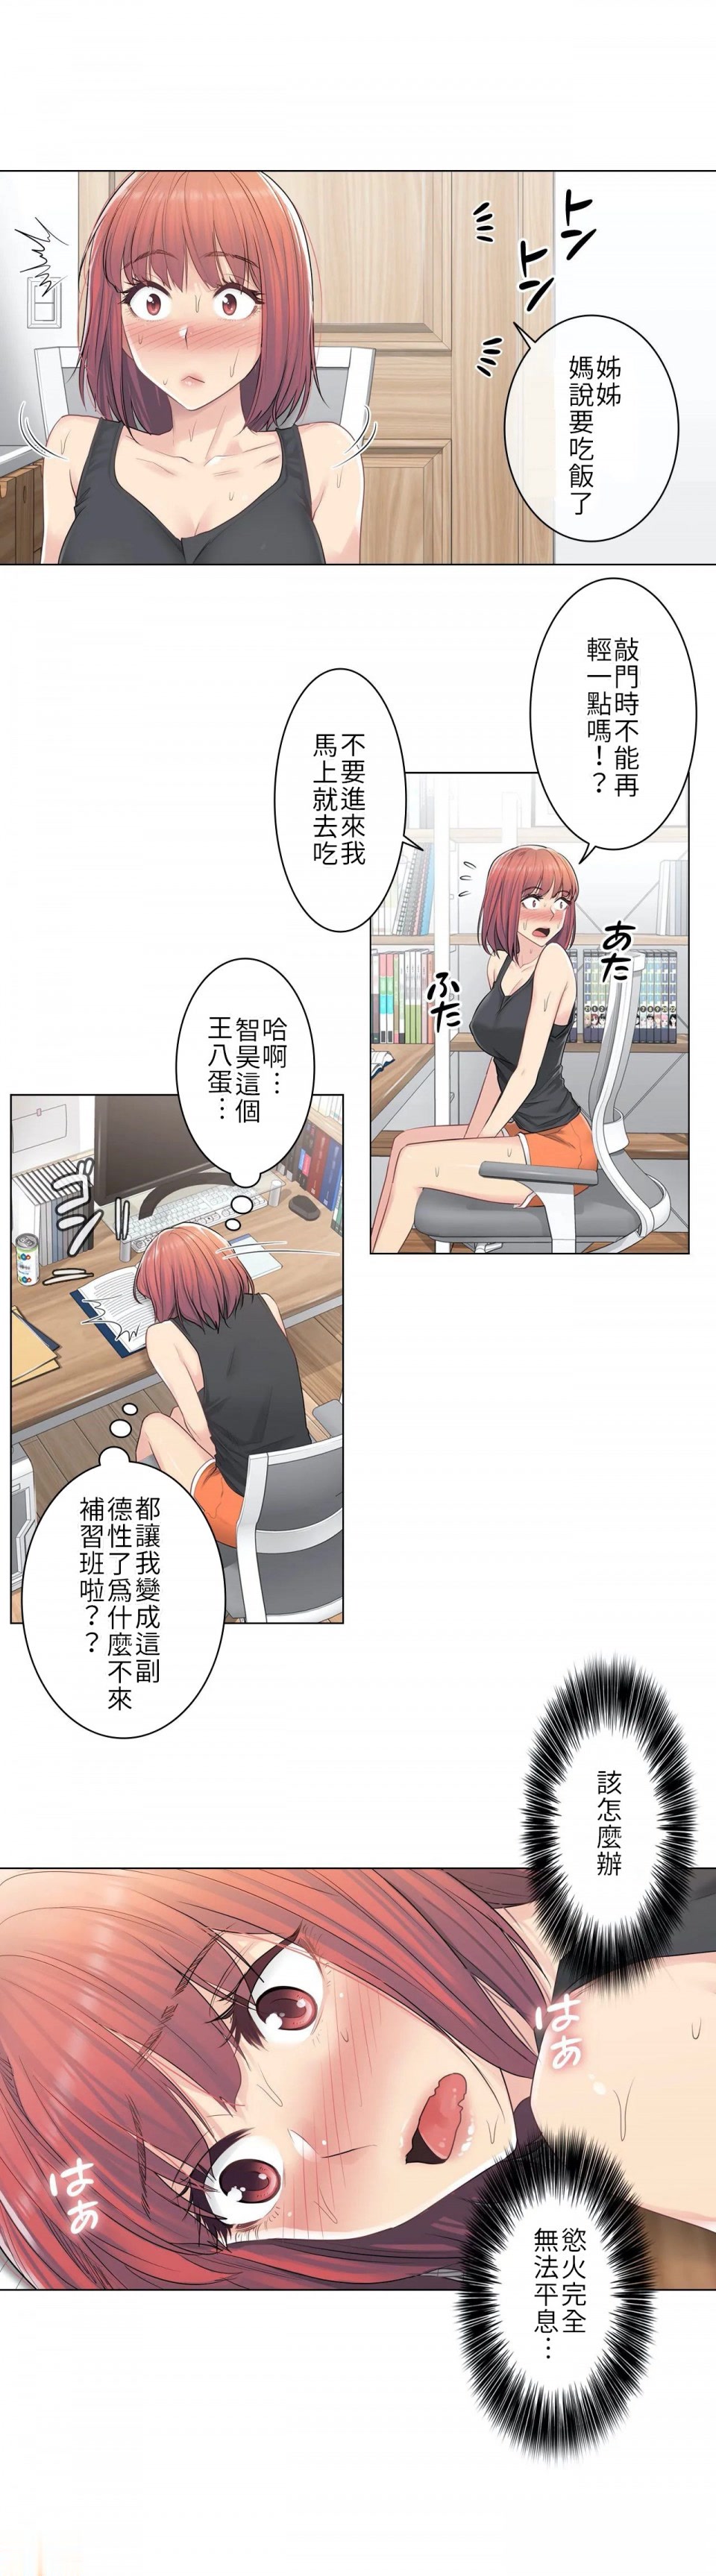 トン
トン
姊姊
媽說要吃飯了
敲門時不能再
輕一點嗎！？
不要進來我
馬上就去吃
あた
ふた
哈啊…
智昊這個
王八蛋…
ゴン
都讓我變成這副
德性了爲什麼不來
補習班啦？？
該怎麼辦
はぁ
はぁ
慾火完全
無法平息…